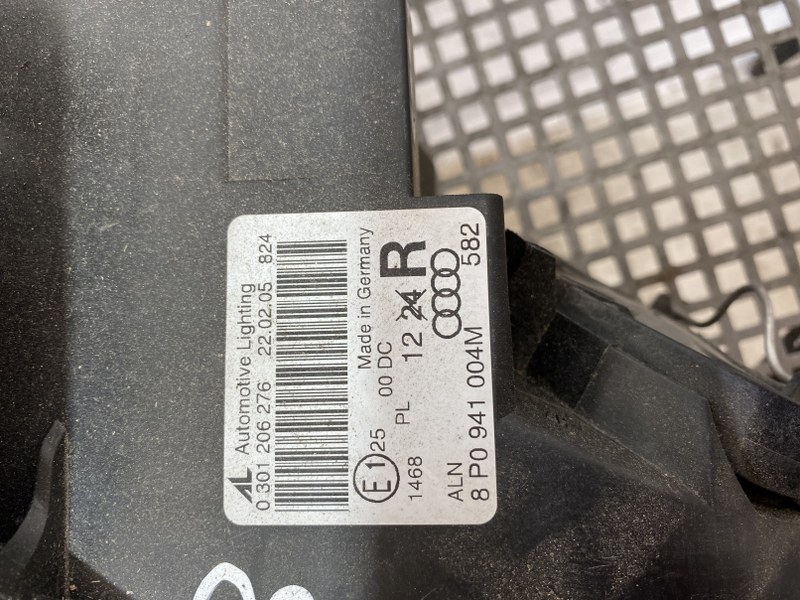 AL Automotive Lighting
0 301 206 276 22.02.05 824
Made in Germany
E1 25 00 DC
1468 PL 12 24 R
ALN
8 P0 941 004M 582